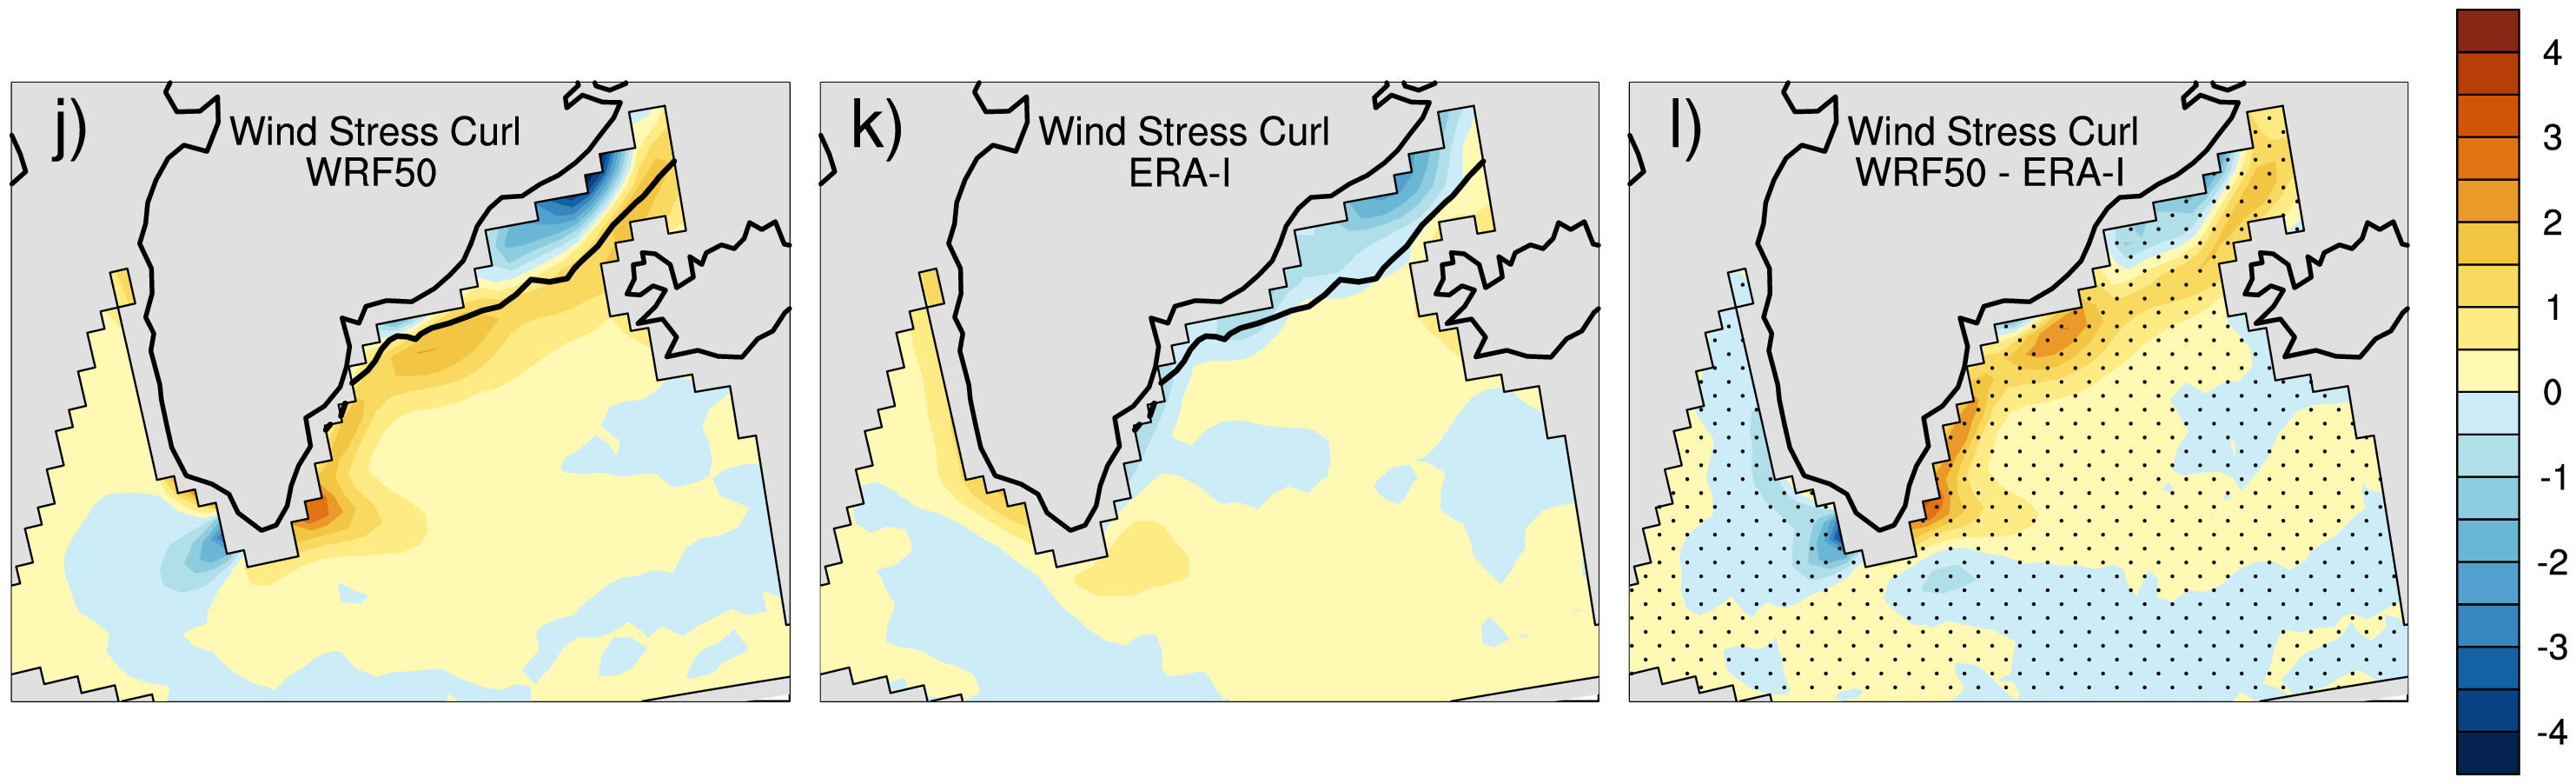 j)
Wind Stress Curl
WRF50
k)
Wind Stress Curl
ERA-I
l)
Wind Stress Curl
WRF50 - ERA-I
4
3
2
1
0
-1
-2
-3
-4